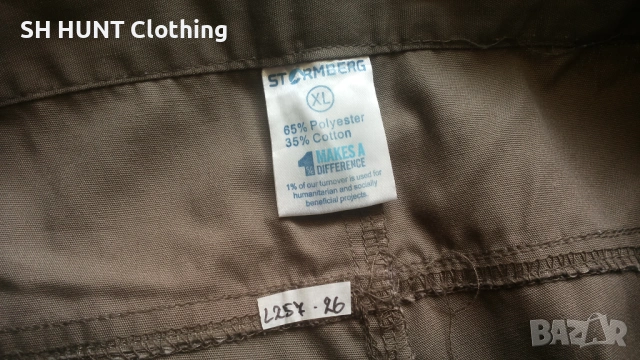 SH HUNT Clothing
STORMBERG
XL
65% Polyester
35% Cotton
1% MAKES A
DIFFERENCE
1% of our turnover is used for
humanitarian and socially
beneficial projects.
L257-26
BAZAR